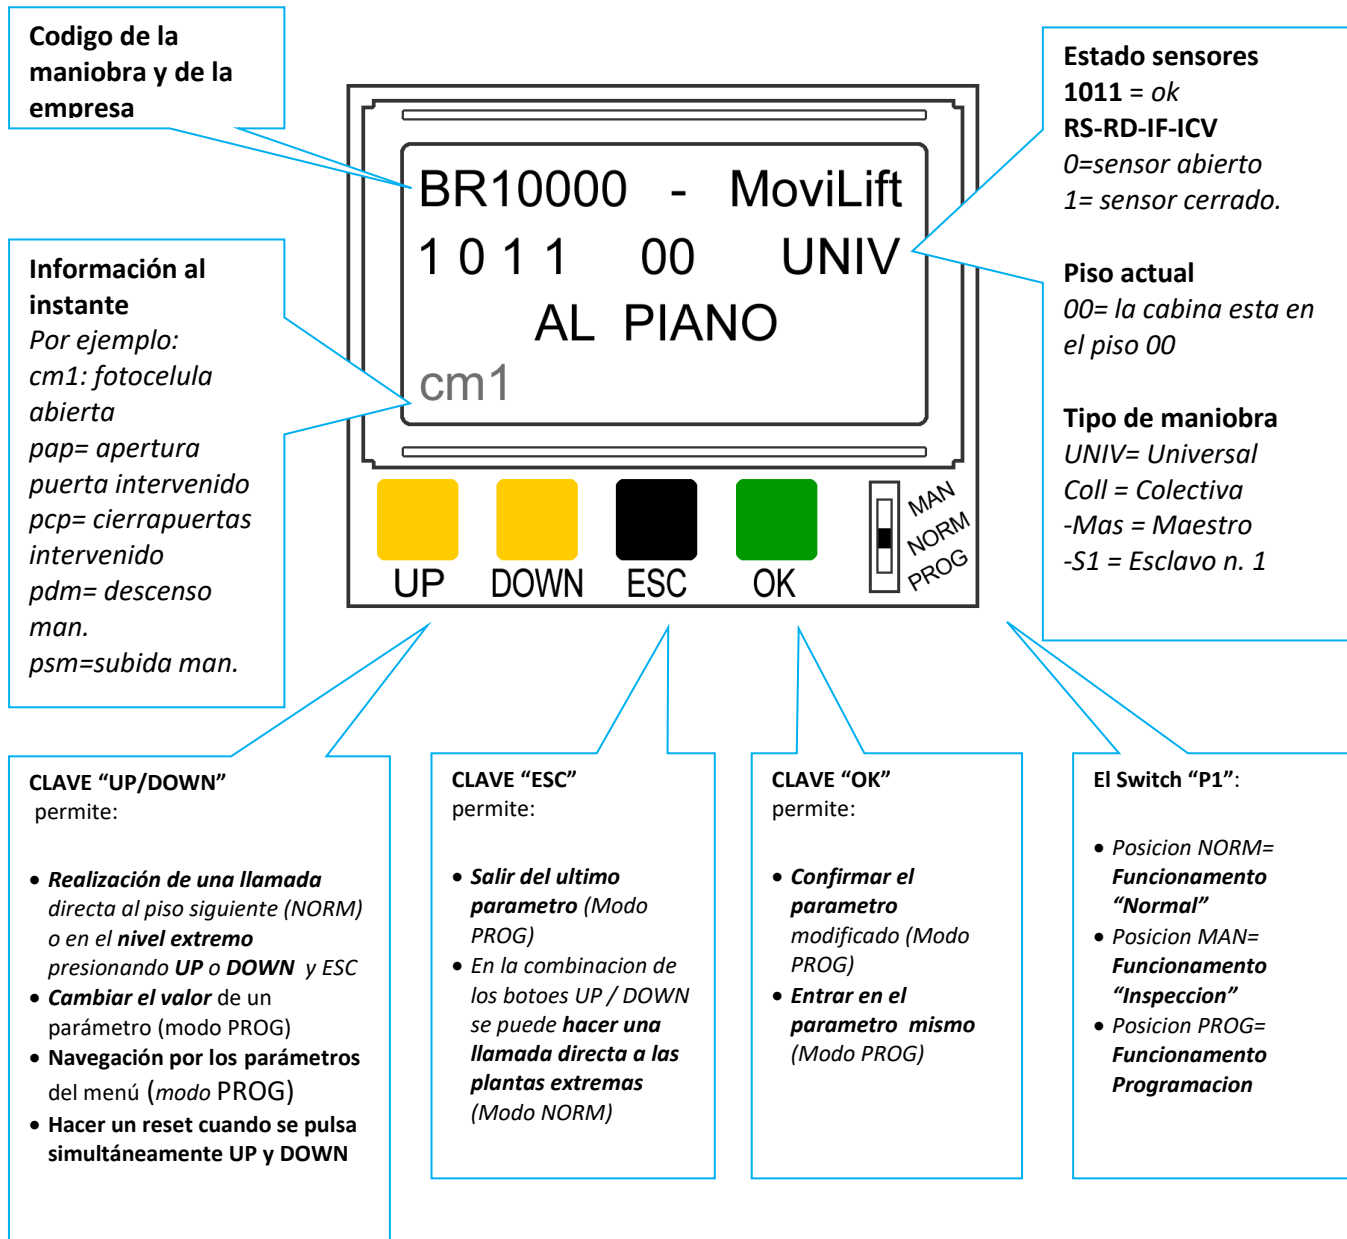 Codigo de la
maniobra y de la
empresa
Información al
instante
Por ejemplo:
cm1: fotocelula
abierta
pap= apertura
puerta intervenido
pcp= cierrapuertas
intervenido
pdm= descenso
man.
psm=subida man.
BR10000 - MoviLift
1 0 1 1 00 UNIV
AL PIANO
cm1
UP DOWN ESC OK
MAN
NORM
PROG
Estado sensores
1011 = ok
RS-RD-IF-ICV
0=sensor abierto
1= sensor cerrado.
Piso actual
00= la cabina esta en
el piso 00
Tipo de maniobra
UNIV= Universal
Coll = Colectiva
-Mas = Maestro
-S1 = Esclavo n. 1
CLAVE “UP/DOWN”
permite:
• Realización de una llamada
directa al piso siguiente (NORM)
o en el nivel extremo
presionando UP o DOWN y ESC
• Cambiar el valor de un
parámetro (modo PROG)
• Navegación por los parámetros
del menú (modo PROG)
• Hacer un reset cuando se pulsa
simultáneamente UP y DOWN
CLAVE “ESC”
permite:
• Salir del ultimo
parametro (Modo
PROG)
• En la combinacion de
los botoes UP / DOWN
se puede hacer una
llamada directa a las
plantas extremas
(Modo NORM)
CLAVE “OK”
permite:
• Confirmar el
parametro
modificado (Modo
PROG)
• Entrar en el
parametro mismo
(Modo PROG)
El Switch “P1”:
• Posicion NORM=
Funcionamento
“Normal”
• Posicion MAN=
Funcionamento
“Inspeccion”
• Posicion PROG=
Funcionamento
Programacion